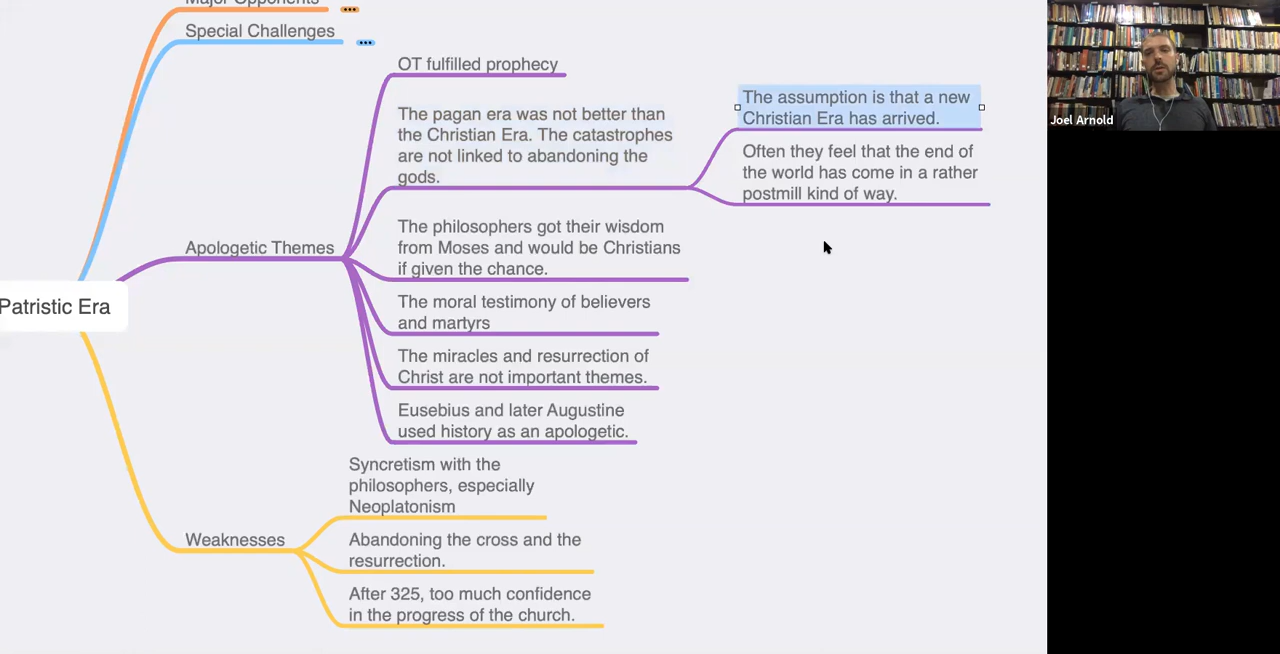 Major Opponents
Special Challenges
Patristic Era
Apologetic Themes
OT fulfilled prophecy
The pagan era was not better than
the Christian Era. The catastrophes
are not linked to abandoning the
gods.
The assumption is that a new
Christian Era has arrived.
Often they feel that the end of
the world has come in a rather
postmill kind of way.
The philosophers got their wisdom
from Moses and would be Christians
if given the chance.
The moral testimony of believers
and martyrs
The miracles and resurrection of
Christ are not important themes.
Eusebius and later Augustine
used history as an apologetic.
Weaknesses
Syncretism with the
philosophers, especially
Neoplatonism
Abandoning the cross and the
resurrection.
After 325, too much confidence
in the progress of the church.
Joel Arnold